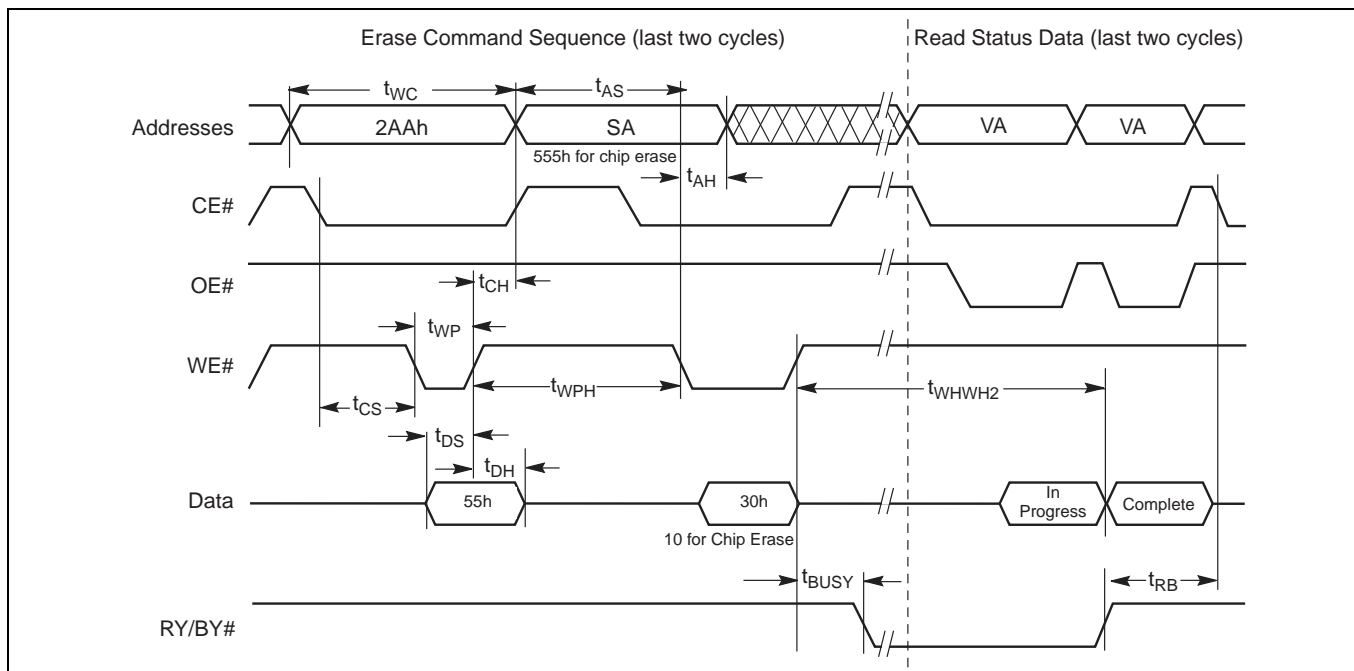 Erase Command Sequence (last two cycles) Read Status Data (last two cycles)
tWC tAS
Addresses 2AAh SA VA VA
555h for chip erase
tAH
CE#
OE#
tCH
tWP
WE#
tWPH tWHWH2
tCS
tDS
tDH
Data 55h 30h In Progress Complete
10 for Chip Erase
tBUSY tRB
RY/BY#